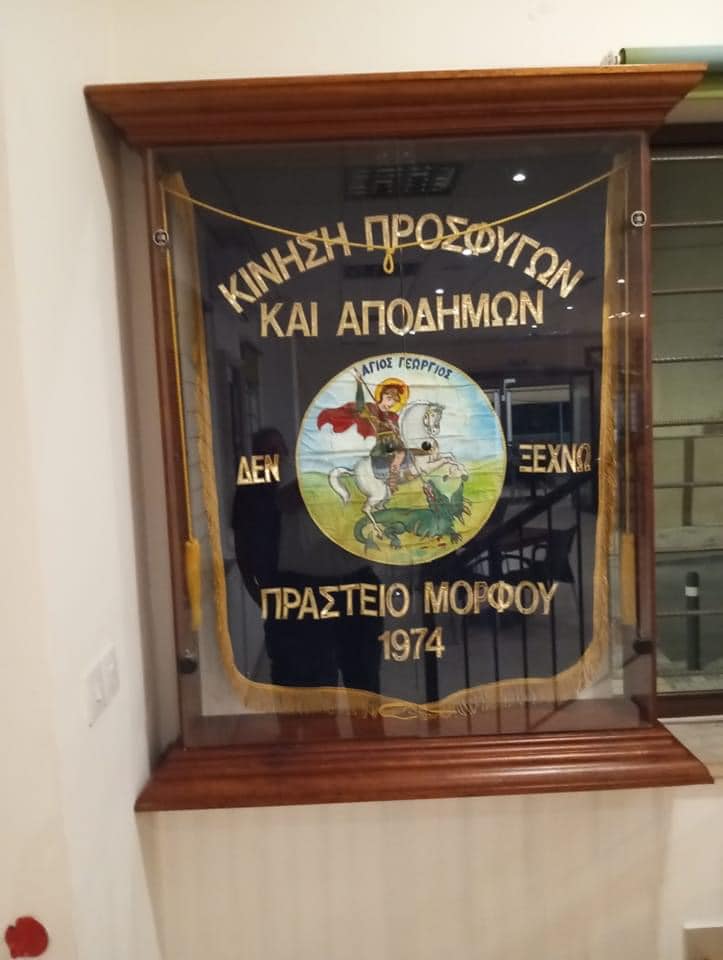 ΚΙΝΗΣΗ ΠΡΟΣΦΥΓΩΝ
ΚΑΙ ΑΠΟΔΗΜΩΝ
ΑΓΙΟΣ ΓΕΩΡΓΙΟΣ
ΔΕΝ ΞΕΧΝΩ
ΠΡΑΣΤΕΙΟ ΜΟΡΦΟΥ
1974